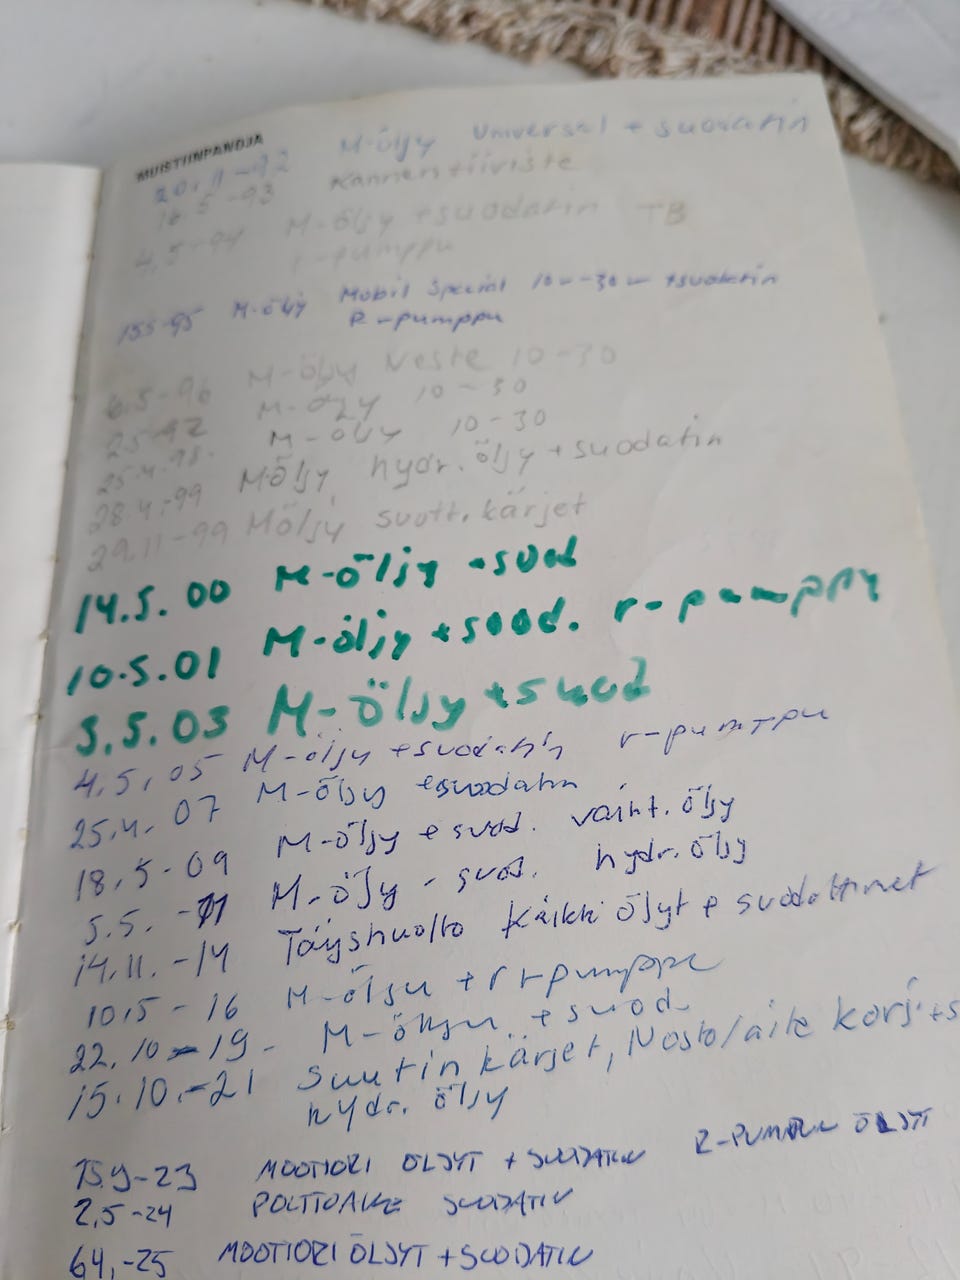 MUISTIINPANOJA
20.11-92 M-öljy Universal + suodatin
16.5-93 Kannentiiviste
4.5-94 M-öljy + suodatin TB
r-pumppu
15.5-95 M-öljy Mobil Special 10w-30w + suodatin
R-pumppu
6.5-96 M-öljy Neste 10-30
M-ÖLJY 10-30
25.4.98. M-öljy 10-30
28.4.-99 M-öljy, hydr. öljy + suodatin
29.11-99 Möljy suutt. kärjet
14.5.00 M-öljy + suod
10.5.01 M-öljy + suod. r-pumppu
5.5.03 M-öljy + suod
4.5.05 M-öljy + suodatin r-pumppu
25.4.07 M-öljy + suodatin
18.5-09 M-öljy + suod. vaiht. öljy
5.5.-11 M-öljy - suod. hydr. öljy
14.11.-14 Täyshuolto kaikki öljyt + suodattimet
10.5-16 M-öljy + r-pumppu
22.10-19 - M-öljy + suod
15.10.-21 Suutin kärjet, Nostolaite korj. + s
hydr. öljy
15.9-23 MOOTTORI ÖLJYT + SUODATIN R-PUMPUN ÖLJYT
2.5-24 POLTTOAINE SUODATIN
6.4.-25 MOOTTORI ÖLJYT + SUODATIN